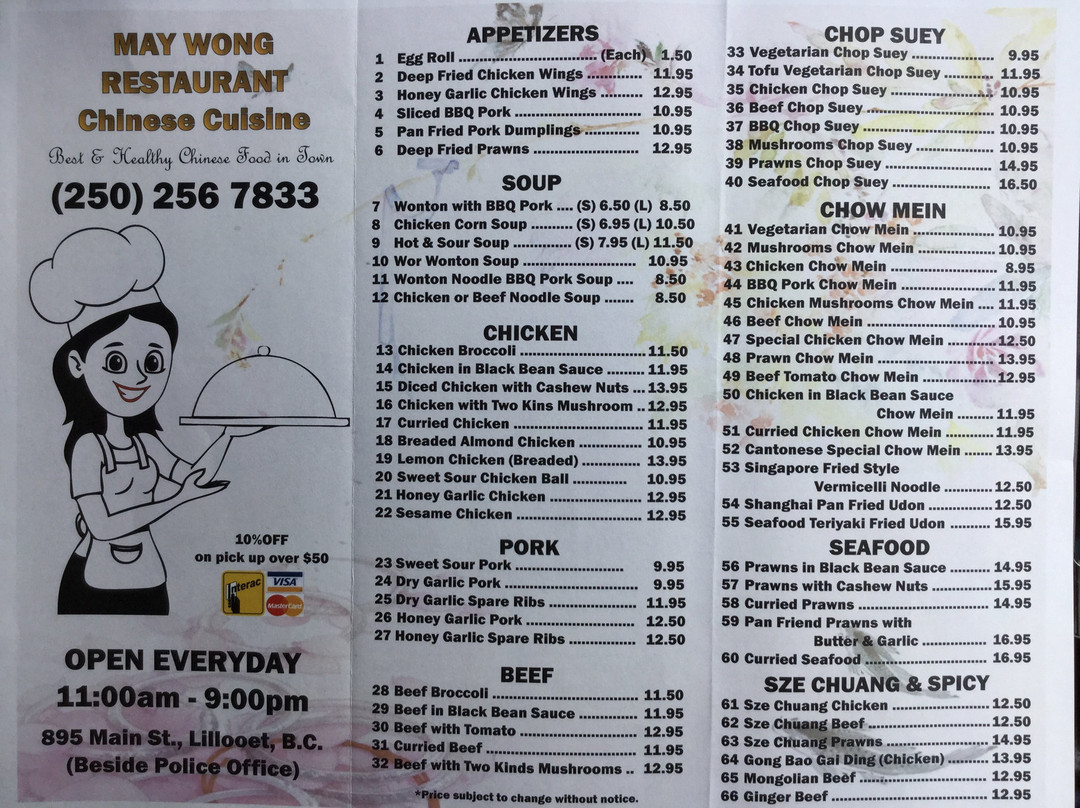 MAY WONG
RESTAURANT
Chinese Cuisine
Best & Healthy Chinese Food in Town
(250) 256 7833
10%OFF
on pick up over $50
Interac
VISA
MasterCard
OPEN EVERYDAY
11:00am - 9:00pm
895 Main St., Lillooet, B.C.
(Beside Police Office)
APPETIZERS
1 Egg Roll ........................... (Each) 1.50
2 Deep Fried Chicken Wings ........... 11.95
3 Honey Garlic Chicken Wings ........ 12.95
4 Sliced BBQ Pork ......................... 10.95
5 Pan Fried Pork Dumplings ........... 10.95
6 Deep Fried Prawns ..................... 12.95
SOUP
7 Wonton with BBQ Pork .... (S) 6.50 (L) 8.50
8 Chicken Corn Soup .......... (S) 6.95 (L) 10.50
9 Hot & Sour Soup ............. (S) 7.95 (L) 11.50
10 Wor Wonton Soup ........................ 10.95
11 Wonton Noodle BBQ Pork Soup .... 8.50
12 Chicken or Beef Noodle Soup ....... 8.50
CHICKEN
13 Chicken Broccoli ......................... 11.50
14 Chicken in Black Bean Sauce ........ 11.95
15 Diced Chicken with Cashew Nuts ... 13.95
16 Chicken with Two Kins Mushroom .. 12.95
17 Curried Chicken ......................... 11.95
18 Breaded Almond Chicken ............ 10.95
19 Lemon Chicken (Breaded) ............ 13.95
20 Sweet Sour Chicken Ball .............. 10.95
21 Honey Garlic Chicken .................. 12.95
22 Sesame Chicken ......................... 12.95
PORK
23 Sweet Sour Pork ........................ 9.95
24 Dry Garlic Pork .......................... 9.95
25 Dry Garlic Spare Ribs .................. 11.95
26 Honey Garlic Pork ....................... 12.50
27 Honey Garlic Spare Ribs .............. 12.50
BEEF
28 Beef Broccoli .............................. 11.50
29 Beef in Black Bean Sauce ............ 11.95
30 Beef with Tomato ........................ 12.95
31 Curried Beef ............................... 11.95
32 Beef with Two Kinds Mushrooms .. 12.95
*Price subject to change without notice.
CHOP SUEY
33 Vegetarian Chop Suey ................ 9.95
34 Tofu Vegetarian Chop Suey .......... 11.95
35 Chicken Chop Suey ..................... 10.95
36 Beef Chop Suey .......................... 10.95
37 BBQ Chop Suey .......................... 10.95
38 Mushrooms Chop Suey ............... 10.95
39 Prawns Chop Suey ...................... 14.95
40 Seafood Chop Suey .................... 16.50
CHOW MEIN
41 Vegetarian Chow Mein ................ 10.95
42 Mushrooms Chow Mein ............... 10.95
43 Chicken Chow Mein ..................... 8.95
44 BBQ Pork Chow Mein ................... 11.95
45 Chicken Mushrooms Chow Mein .... 11.95
46 Beef Chow Mein .......................... 10.95
47 Special Chicken Chow Mein .......... 12.50
48 Prawn Chow Mein ........................ 13.95
49 Beef Tomato Chow Mein .............. 12.95
50 Chicken in Black Bean Sauce
Chow Mein ........ 11.95
51 Curried Chicken Chow Mein .......... 11.95
52 Cantonese Special Chow Mein ....... 13.95
53 Singapore Fried Style
Vermicelli Noodle ............ 12.50
54 Shanghai Pan Fried Udon ............. 12.50
55 Seafood Teriyaki Fried Udon ......... 15.95
SEAFOOD
56 Prawns in Black Bean Sauce ......... 14.95
57 Prawns with Cashew Nuts ............ 15.95
58 Curried Prawns ........................... 14.95
59 Pan Friend Prawns with
Butter & Garlic ............... 16.95
60 Curried Seafood .......................... 16.95
SZE CHUANG & SPICY
61 Sze Chuang Chicken .................... 12.50
62 Sze Chuang Beef ......................... 12.50
63 Sze Chuang Prawns ..................... 14.95
64 Gong Bao Gai Ding (Chicken) ......... 13.95
65 Mongolian Beef ........................... 12.95
66 Ginger Beef ................................ 12.95